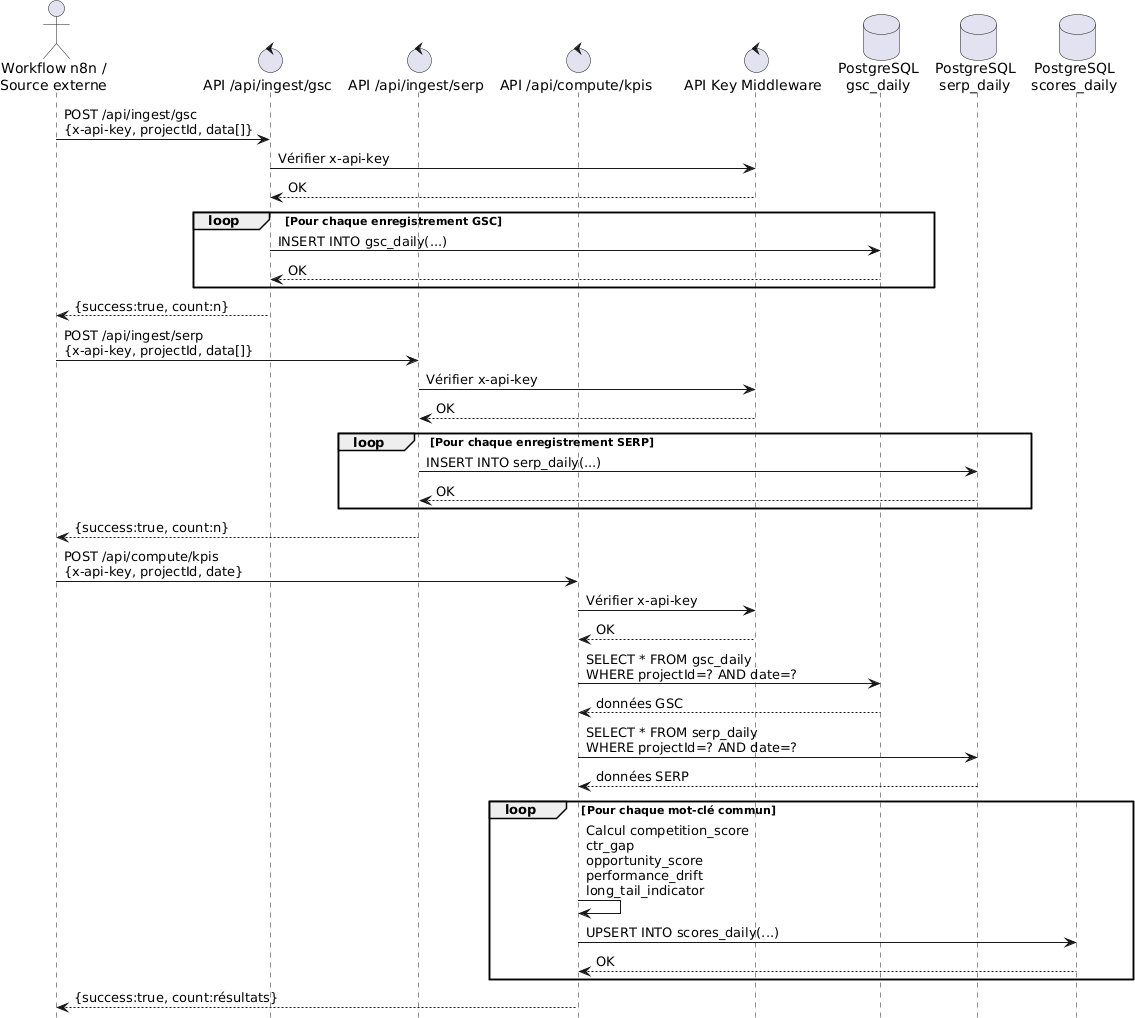 Workflow n8n /
Source externe
API /api/ingest/gsc
API /api/ingest/serp
API /api/compute/kpis
API Key Middleware
PostgreSQL
gsc_daily
PostgreSQL
serp_daily
PostgreSQL
scores_daily
POST /api/ingest/gsc
{x-api-key, projectId, data[]}
Vérifier x-api-key
OK
loop
[Pour chaque enregistrement GSC]
INSERT INTO gsc_daily(...)
OK
{success:true, count:n}
POST /api/ingest/serp
{x-api-key, projectId, data[]}
Vérifier x-api-key
OK
loop
[Pour chaque enregistrement SERP]
INSERT INTO serp_daily(...)
OK
{success:true, count:n}
POST /api/compute/kpis
{x-api-key, projectId, date}
Vérifier x-api-key
OK
SELECT * FROM gsc_daily
WHERE projectId=? AND date=?
données GSC
SELECT * FROM serp_daily
WHERE projectId=? AND date=?
données SERP
loop
[Pour chaque mot-clé commun]
Calcul competition_score
ctr_gap
opportunity_score
performance_drift
long_tail_indicator
UPSERT INTO scores_daily(...)
OK
{success:true, count:résultats}